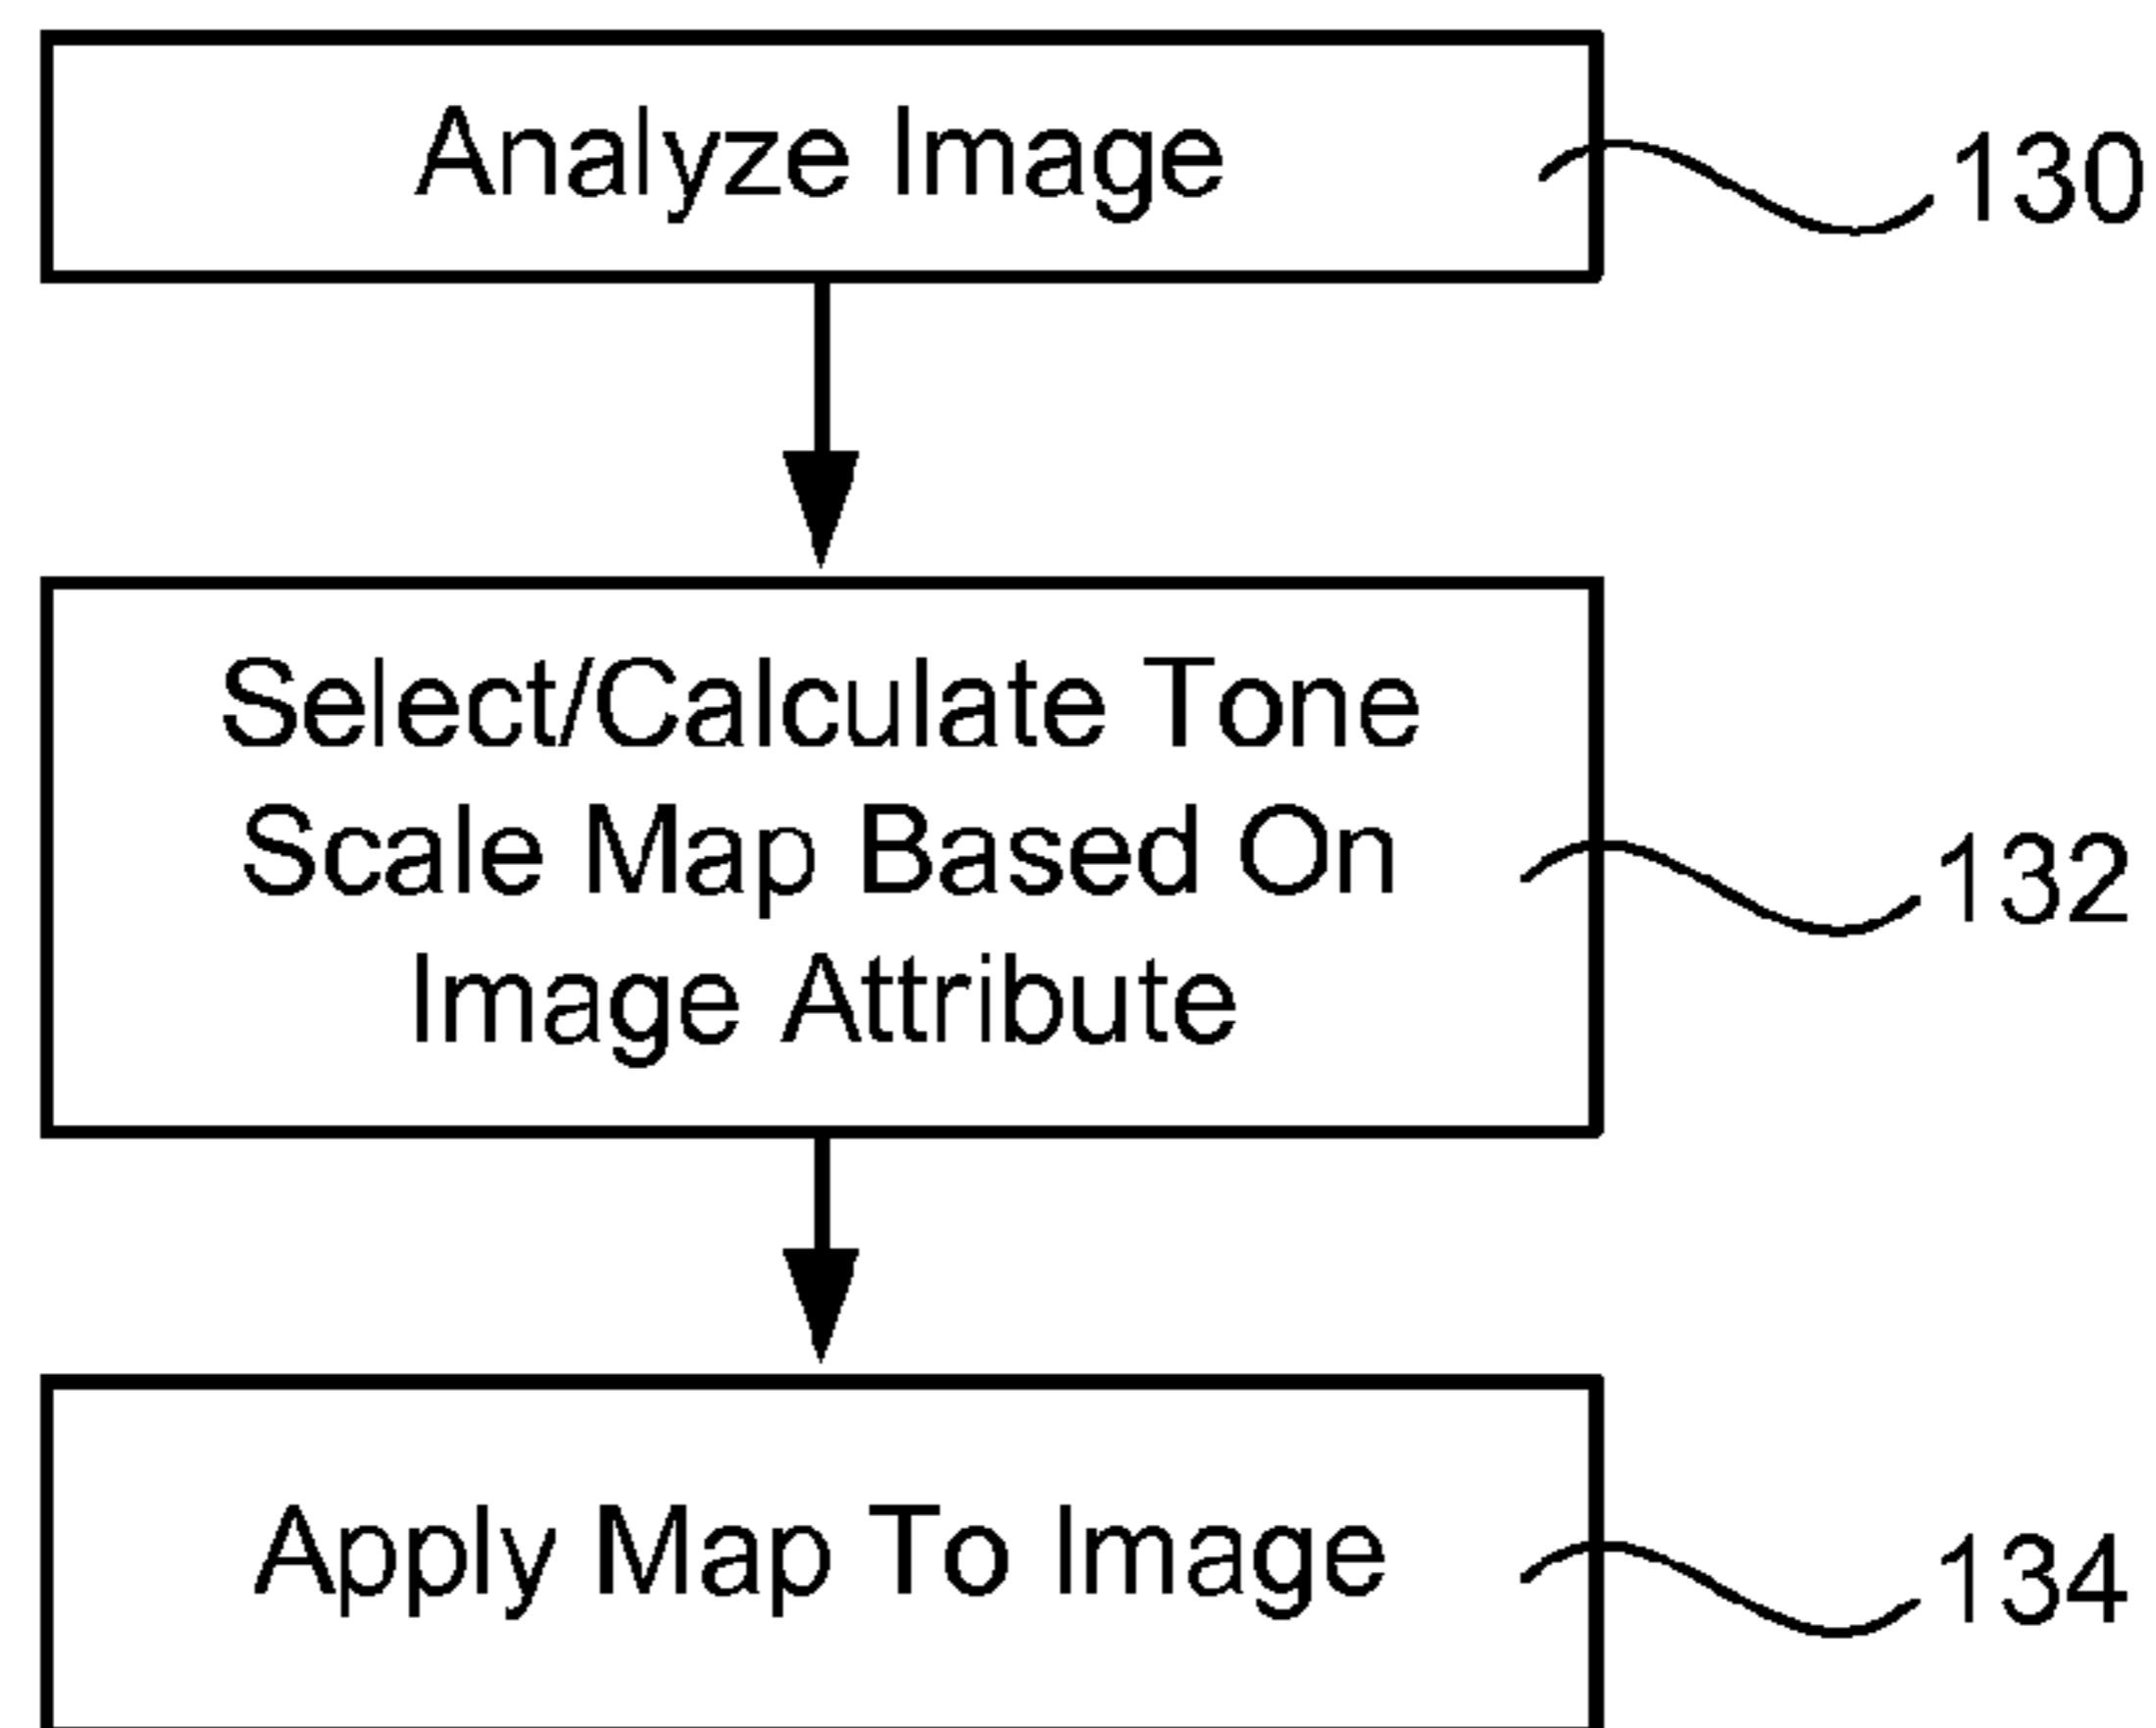 Analyze Image
130
Select/Calculate Tone
Scale Map Based On
Image Attribute
132
Apply Map To Image
134